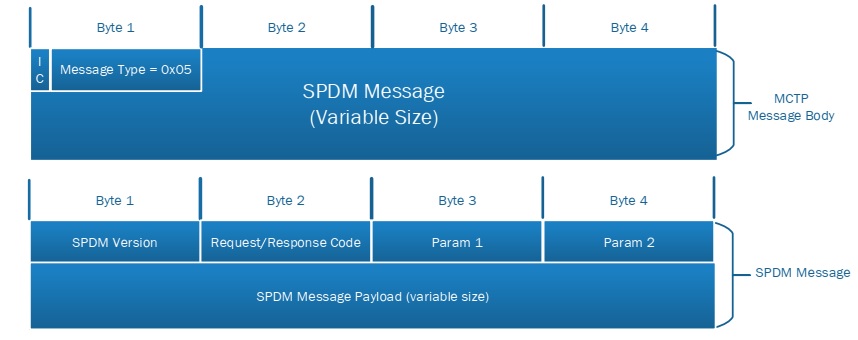 Byte 1
Byte 2
Byte 3
Byte 4
I
C
Message Type = 0x05
SPDM Message
(Variable Size)
MCTP
Message Body
Byte 1
Byte 2
Byte 3
Byte 4
SPDM Version
Request/Response Code
Param 1
Param 2
SPDM Message
SPDM Message Payload (variable size)